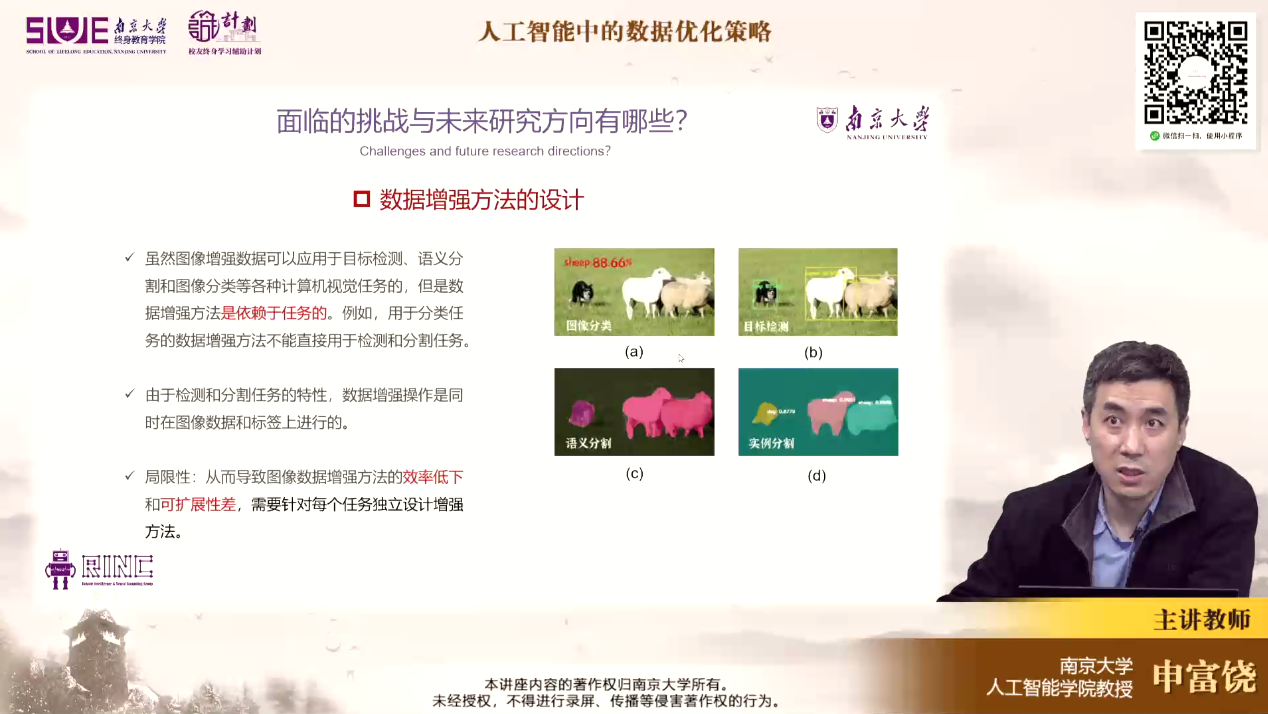 SULE 南京大学
终身教育学院
SCHOOL OF LIFELONG EDUCATION, NANJING UNIVERSITY
计划
校友终身学习辅助计划
人工智能中的数据优化策略
微信扫一扫，使用小程序
面临的挑战与未来研究方向有哪些？
Challenges and future research directions?
南京大学
NANJING UNIVERSITY
数据增强方法的设计
✓ 虽然图像增强数据可以应用于目标检测、语义分
割和图像分类等各种计算机视觉任务的，但是数
据增强方法是依赖于任务的。例如，用于分类任
务的数据增强方法不能直接用于检测和分割任务。
✓ 由于检测和分割任务的特性，数据增强操作是同
时在图像数据和标签上进行的。
✓ 局限性：从而导致图像数据增强方法的效率低下
和可扩展性差，需要针对每个任务独立设计增强
方法。
sheep:88.66%
图像分类
(a)
目标检测
(b)
语义分割
(c)
实例分割
(d)
RINC
主讲教师
南京大学
人工智能学院教授
申富饶
本讲座内容的著作权归南京大学所有。
未经授权，不得进行录屏、传播等侵害著作权的行为。